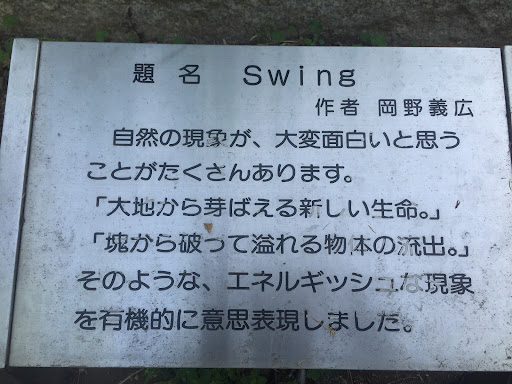 題名 Swing
作者 岡野義広
自然の現象が、大変面白いと思う
ことがたくさんあります。
「大地から芽ばえる新しい生命。」
「塊から破って溢れる物体の流出。」
そのような、エネルギッシュな現象
を有機的に意思表現しました。